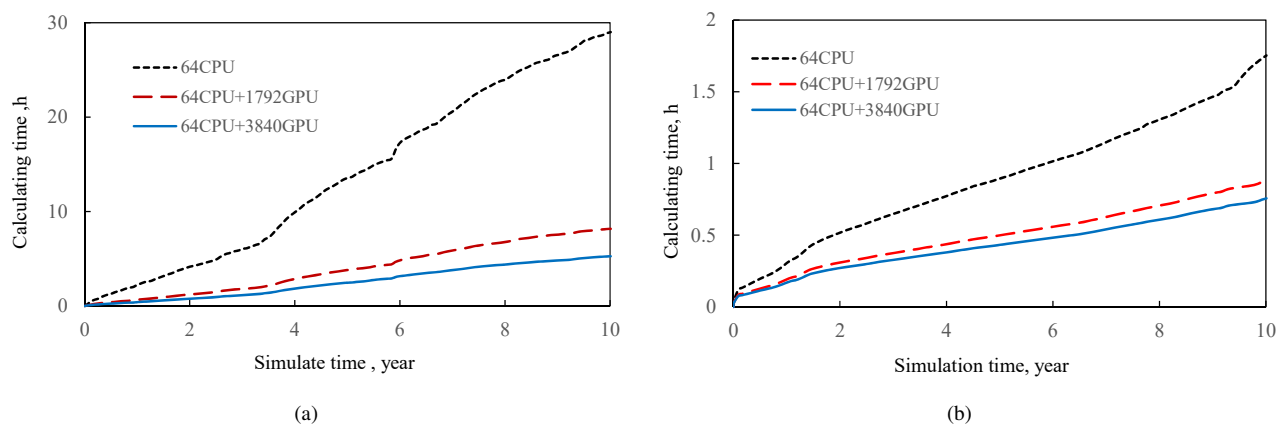 30
20
10
0
0
2
4
6
8
10
Calculating time ,h
Simulate time , year
64CPU
64CPU+1792GPU
64CPU+3840GPU
(a)
2
1.5
1
0.5
0
0
2
4
6
8
10
Calculating time, h
Simulation time, year
64CPU
64CPU+1792GPU
64CPU+3840GPU
(b)